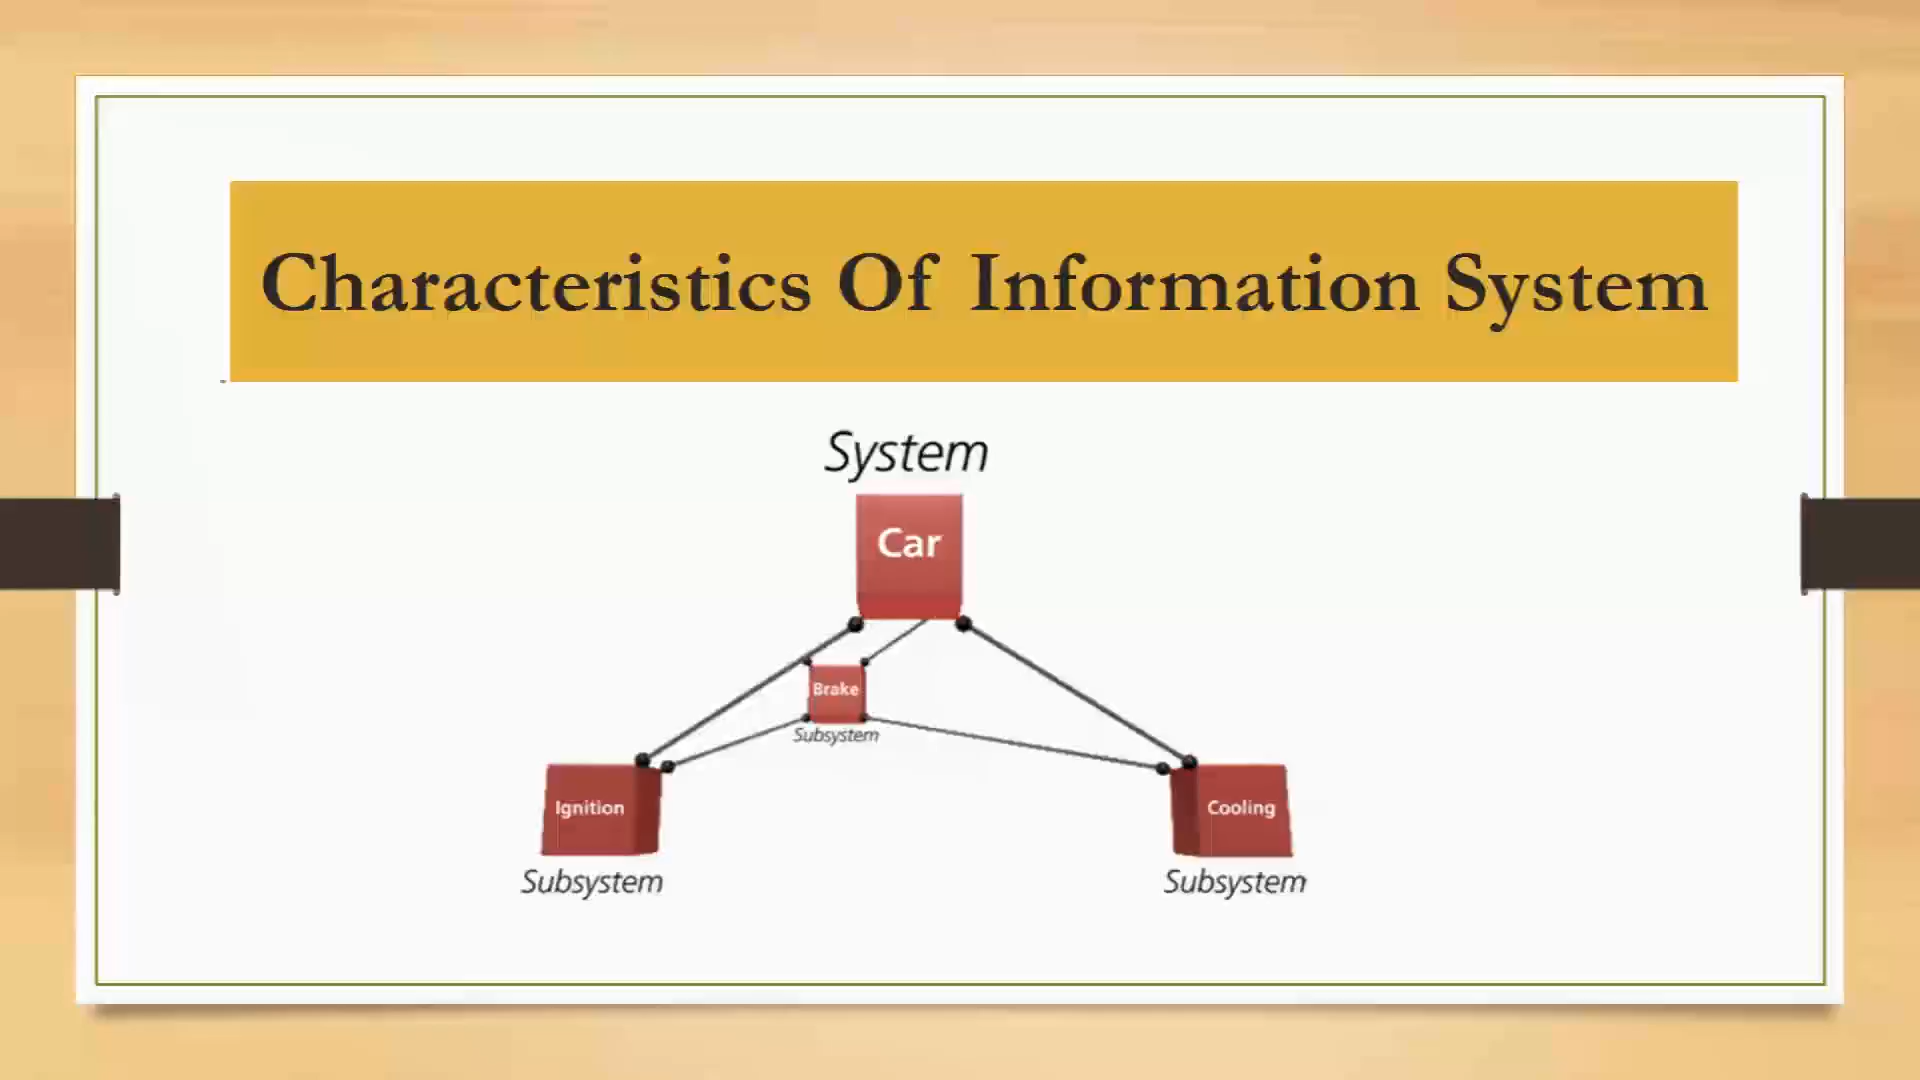 Characteristics Of Information System
System
Car
Brake
Subsystem
Ignition
Cooling
Subsystem
Subsystem